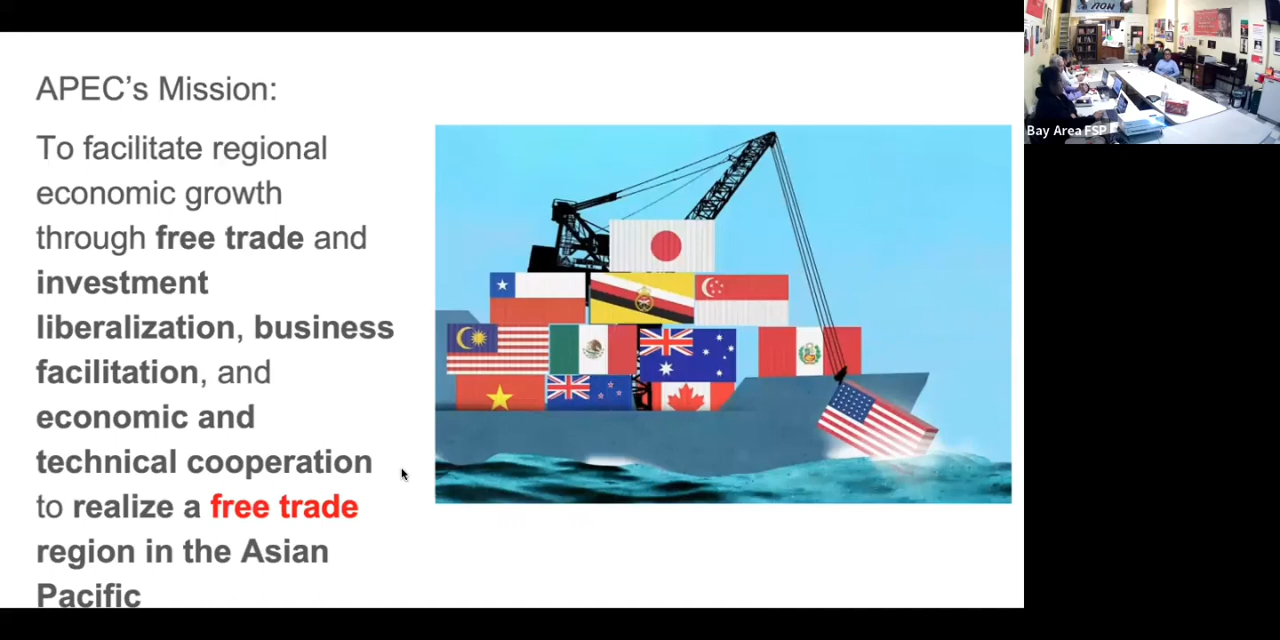 APEC’s Mission:
To facilitate regional
economic growth
through free trade and
investment
liberalization, business
facilitation, and
economic and
technical cooperation
to realize a free trade
region in the Asian
Pacific
NOW
Bay Area FSP